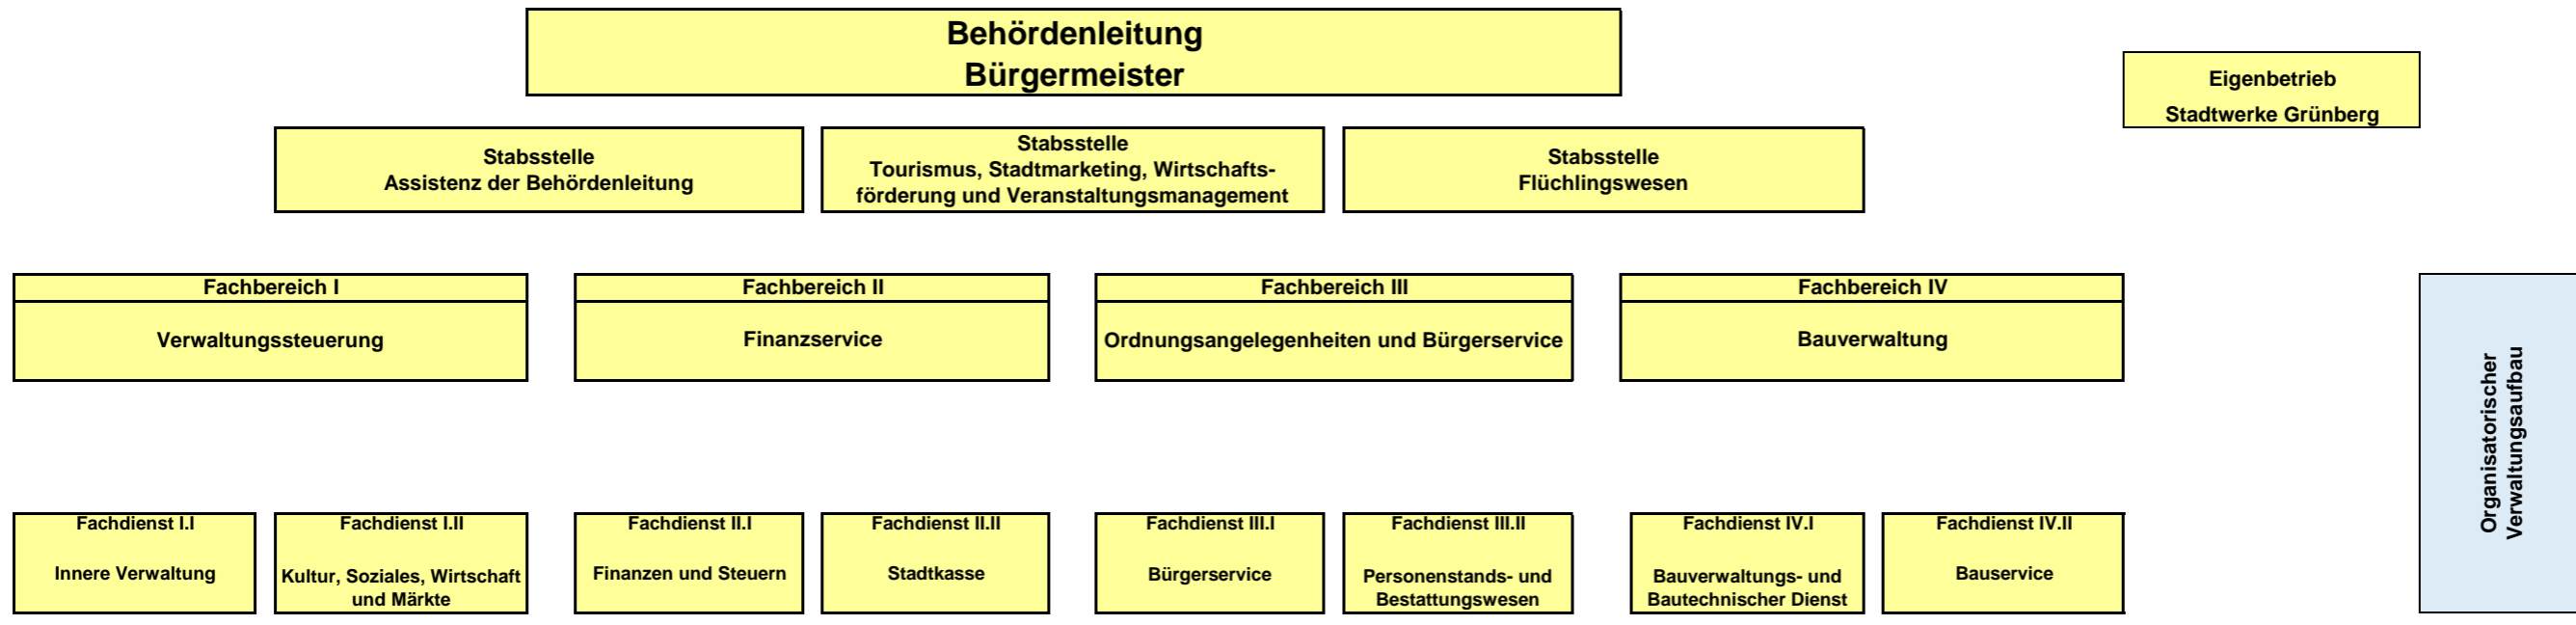 Behördenleitung
Bürgermeister
Eigenbetrieb
Stadtwerke Grünberg
Stabsstelle
Assistenz der Behördenleitung
Stabsstelle
Tourismus, Stadtmarketing, Wirtschafts-
förderung und Veranstaltungsmanagement
Stabsstelle
Flüchlingswesen
Fachbereich I
Verwaltungssteuerung
Fachbereich II
Finanzservice
Fachbereich III
Ordnungsangelegenheiten und Bürgerservice
Fachbereich IV
Bauverwaltung
Organisatorischer
Verwaltungsaufbau
Fachdienst I.I
Innere Verwaltung
Fachdienst I.II
Kultur, Soziales, Wirtschaft
und Märkte
Fachdienst II.I
Finanzen und Steuern
Fachdienst II.II
Stadtkasse
Fachdienst III.I
Bürgerservice
Fachdienst III.II
Personenstands- und
Bestattungswesen
Fachdienst IV.I
Bauverwaltungs- und
Bautechnischer Dienst
Fachdienst IV.II
Bauservice